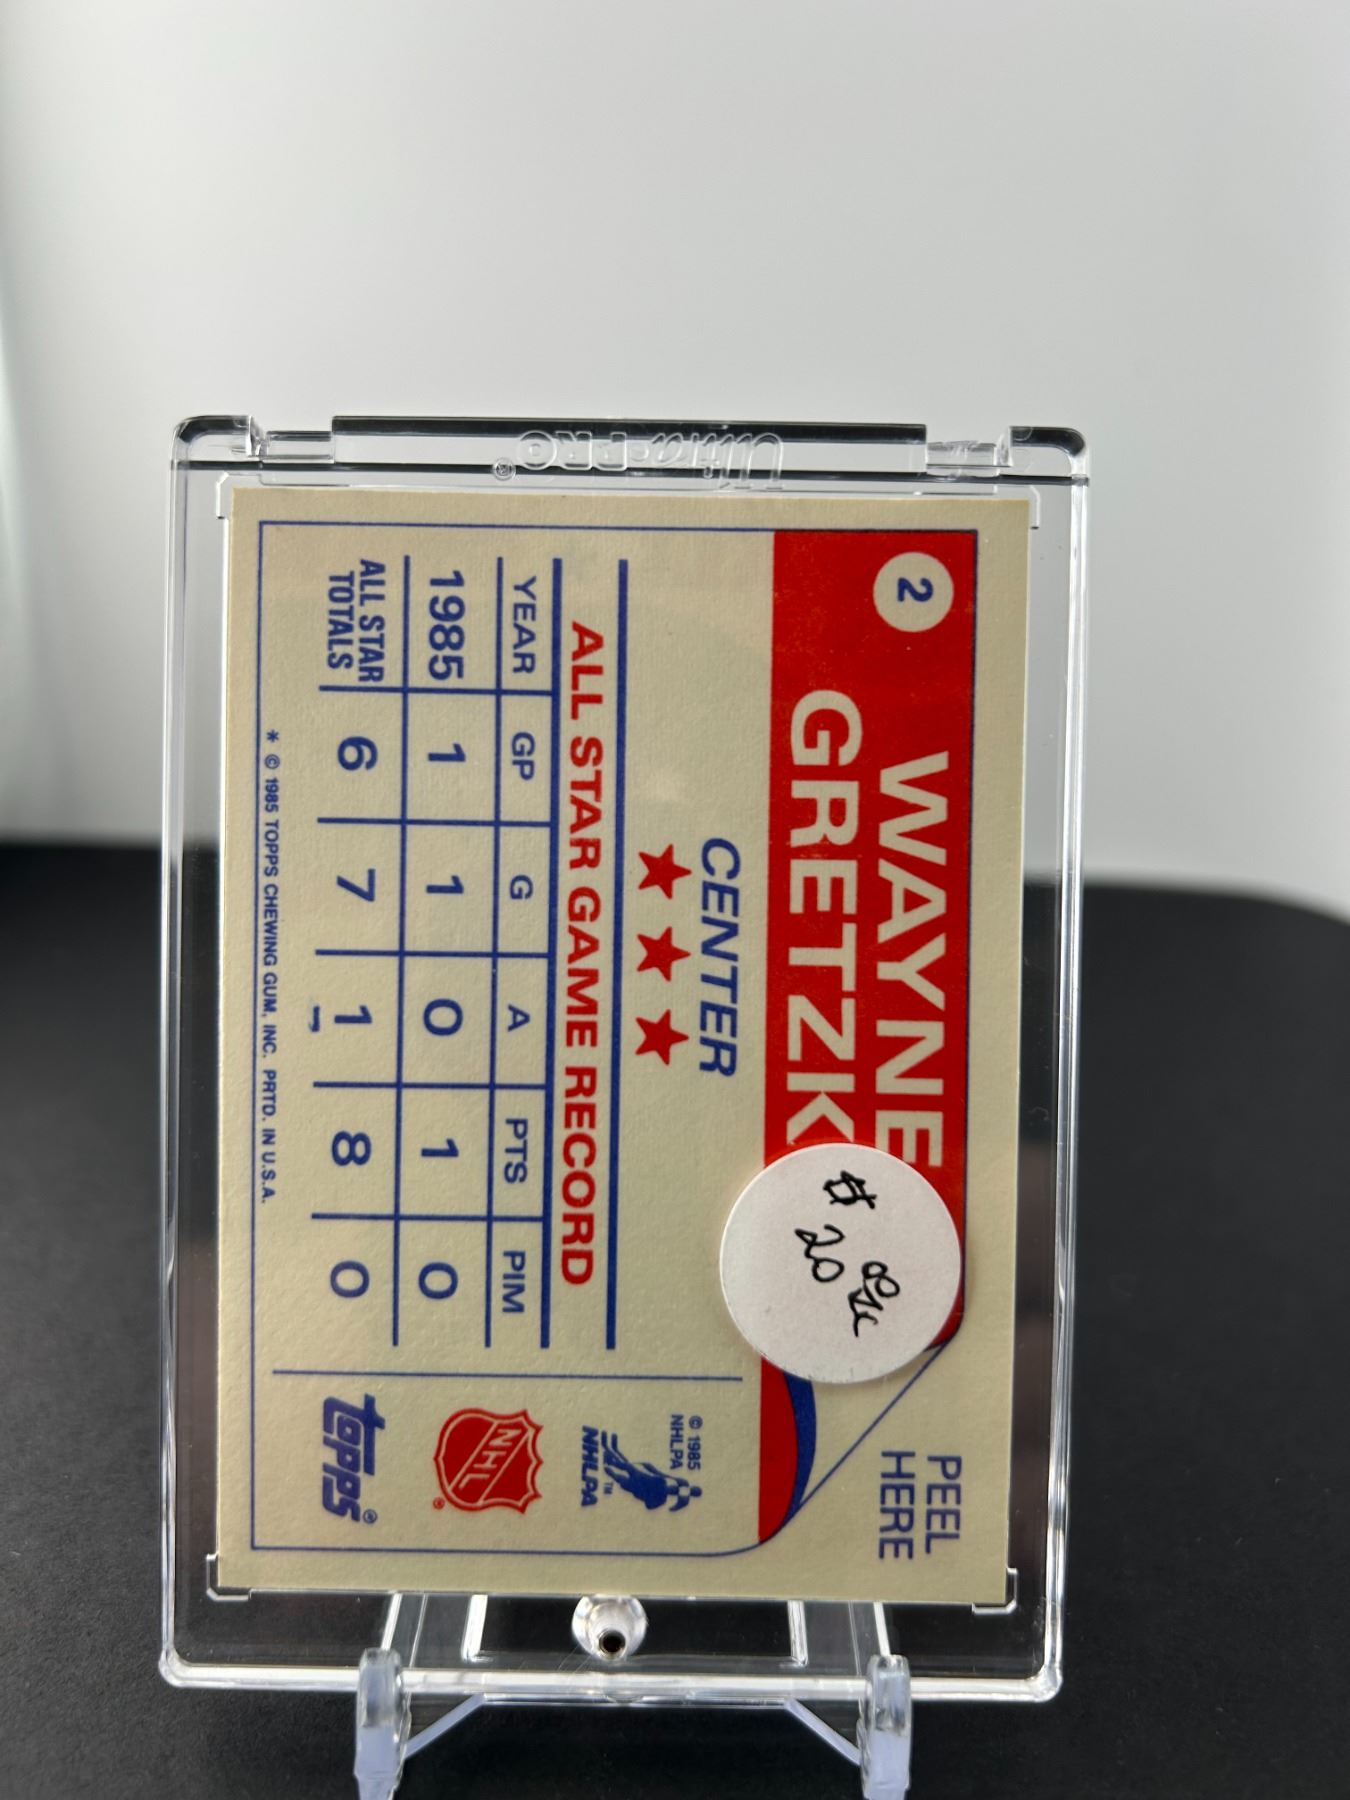 Ultra•PRO®
2
WAYNE
GRETZK
PEEL
HERE
CENTER
ALL STAR GAME RECORD
YEAR GP G A PTS PIM
1985 1 1 0 1 0
ALL STAR
TOTALS 6 7 1 8 0
* © 1985 TOPPS CHEWING GUM, INC. PRTD. IN U.S.A.
© 1985
NHLPA
NHLPA™
NHL®
topps®
$
20